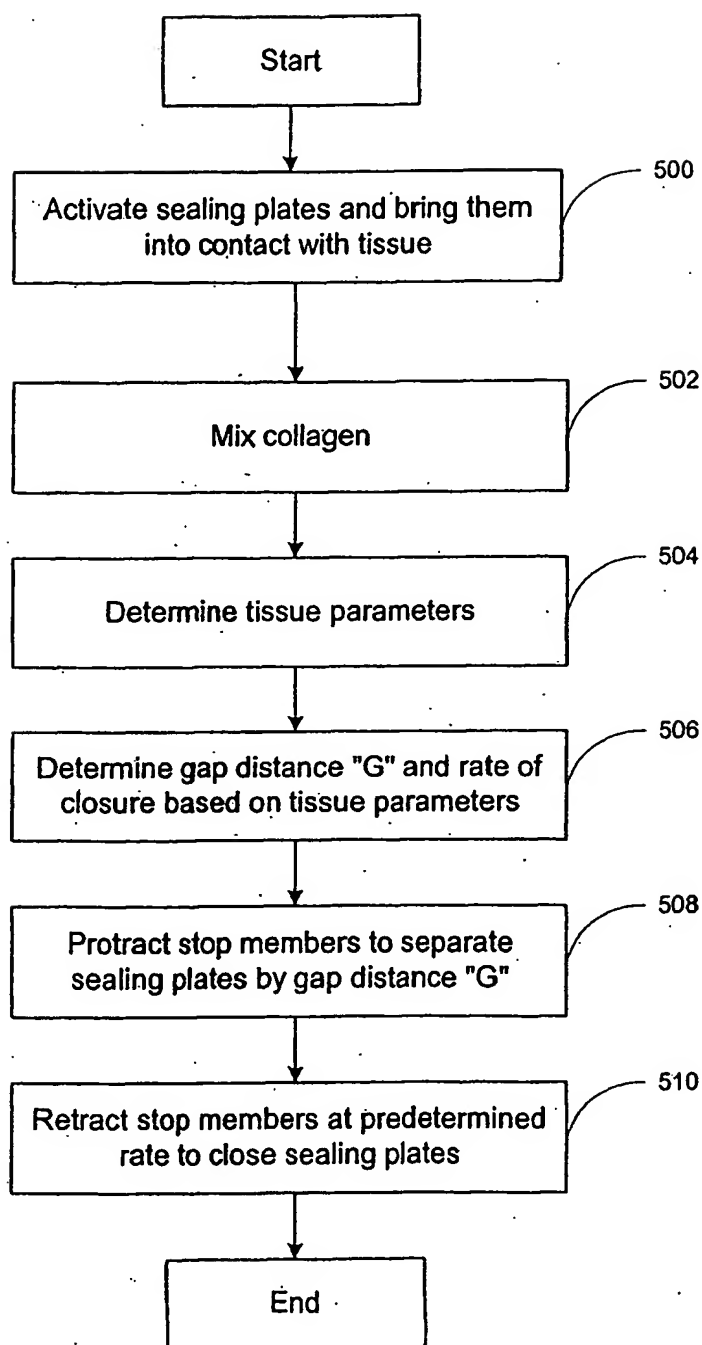 Start
500
Activate sealing plates and bring them
into contact with tissue
502
Mix collagen
504
Determine tissue parameters
506
Determine gap distance "G" and rate of
closure based on tissue parameters
508
Protract stop members to separate
sealing plates by gap distance "G"
510
Retract stop members at predetermined
rate to close sealing plates
End